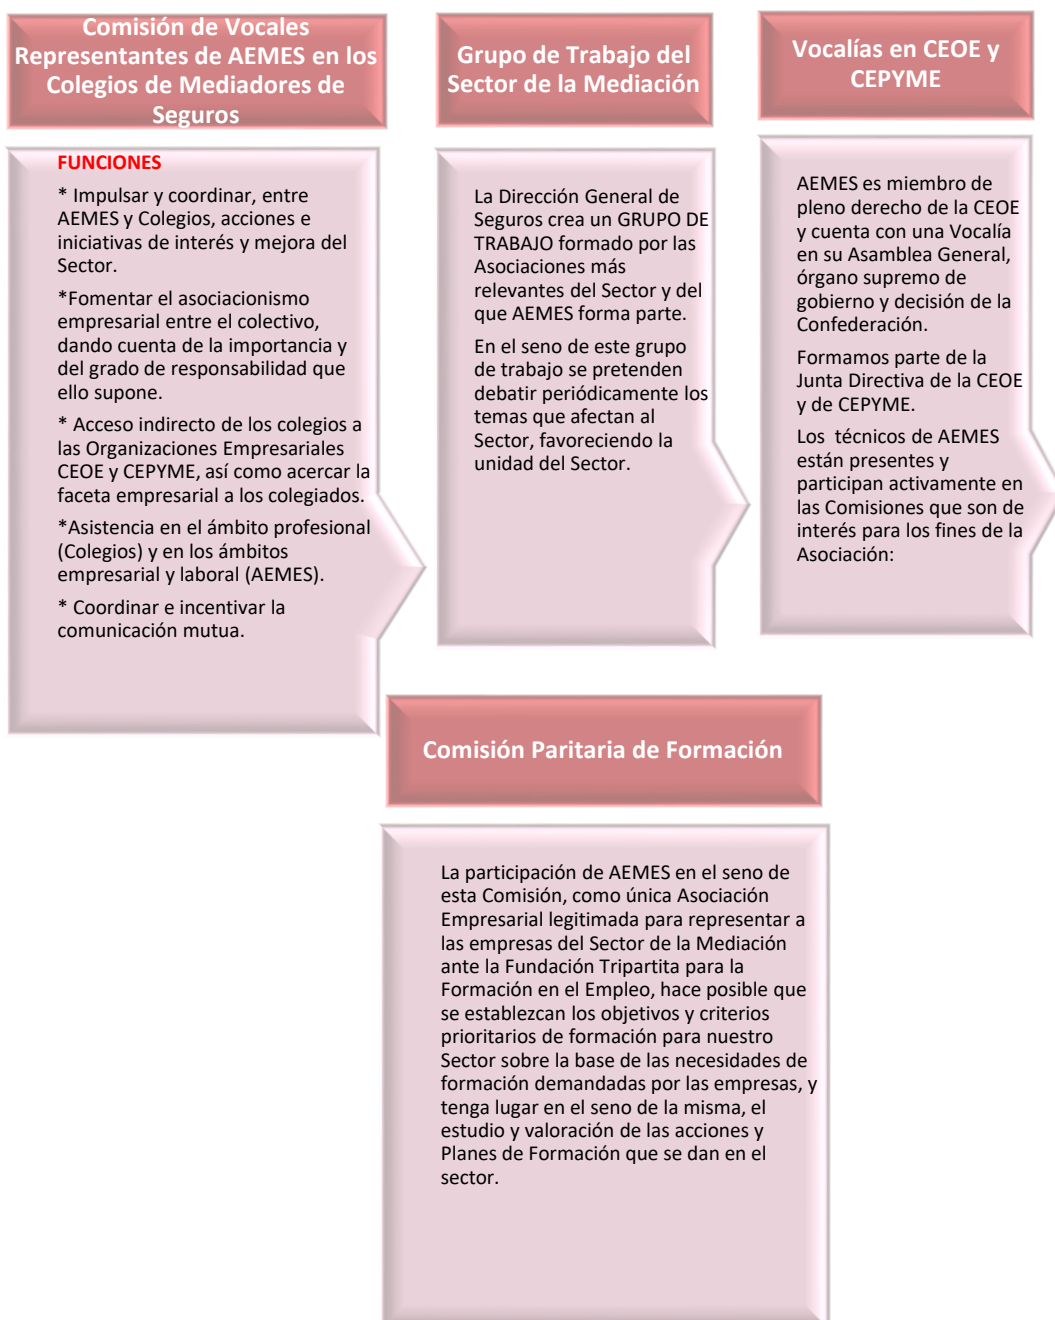 Comisión de Vocales
Representantes de AEMES en los
Colegios de Mediadores de
Seguros
FUNCIONES
* Impulsar y coordinar, entre
AEMES y Colegios, acciones e
iniciativas de interés y mejora del
Sector.
*Fomentar el asociacionismo
empresarial entre el colectivo,
dando cuenta de la importancia y
del grado de responsabilidad que
ello supone.
* Acceso indirecto de los colegios a
las Organizaciones Empresariales
CEOE y CEPYME, así como acercar la
faceta empresarial a los colegiados.
*Asistencia en el ámbito profesional
(Colegios) y en los ámbitos
empresarial y laboral (AEMES).
* Coordinar e incentivar la
comunicación mutua.
Grupo de Trabajo del
Sector de la Mediación
La Dirección General de
Seguros crea un GRUPO DE
TRABAJO formado por las
Asociaciones más
relevantes del Sector y del
que AEMES forma parte.
En el seno de este grupo
de trabajo se pretenden
debatir periódicamente los
temas que afectan al
Sector, favoreciendo la
unidad del Sector.
Vocalías en CEOE y
CEPYME
AEMES es miembro de
pleno derecho de la CEOE
y cuenta con una Vocalía
en su Asamblea General,
órgano supremo de
gobierno y decisión de la
Confederación.
Formamos parte de la
Junta Directiva de la CEOE
y de CEPYME.
Los técnicos de AEMES
están presentes y
participan activamente en
las Comisiones que son de
interés para los fines de la
Asociación:
Comisión Paritaria de Formación
La participación de AEMES en el seno de
esta Comisión, como única Asociación
Empresarial legitimada para representar a
las empresas del Sector de la Mediación
ante la Fundación Tripartita para la
Formación en el Empleo, hace posible que
se establezcan los objetivos y criterios
prioritarios de formación para nuestro
Sector sobre la base de las necesidades de
formación demandadas por las empresas, y
tenga lugar en el seno de la misma, el
estudio y valoración de las acciones y
Planes de Formación que se dan en el
sector.